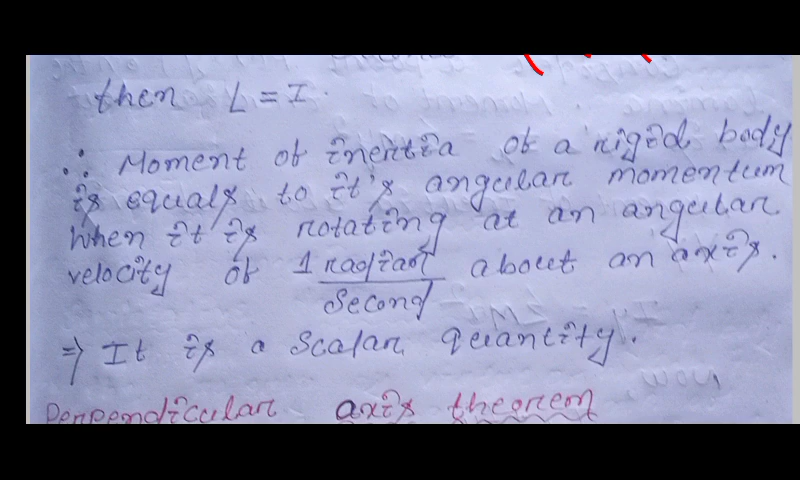 then L = I.
∴ Moment of inertia of a rigid body
is equals to it's angular momentum
when it is rotating at an angular
velocity of 1 radian/second about an axis.
⇒ It is a scalar quantity.
Perpendicular axis theorem